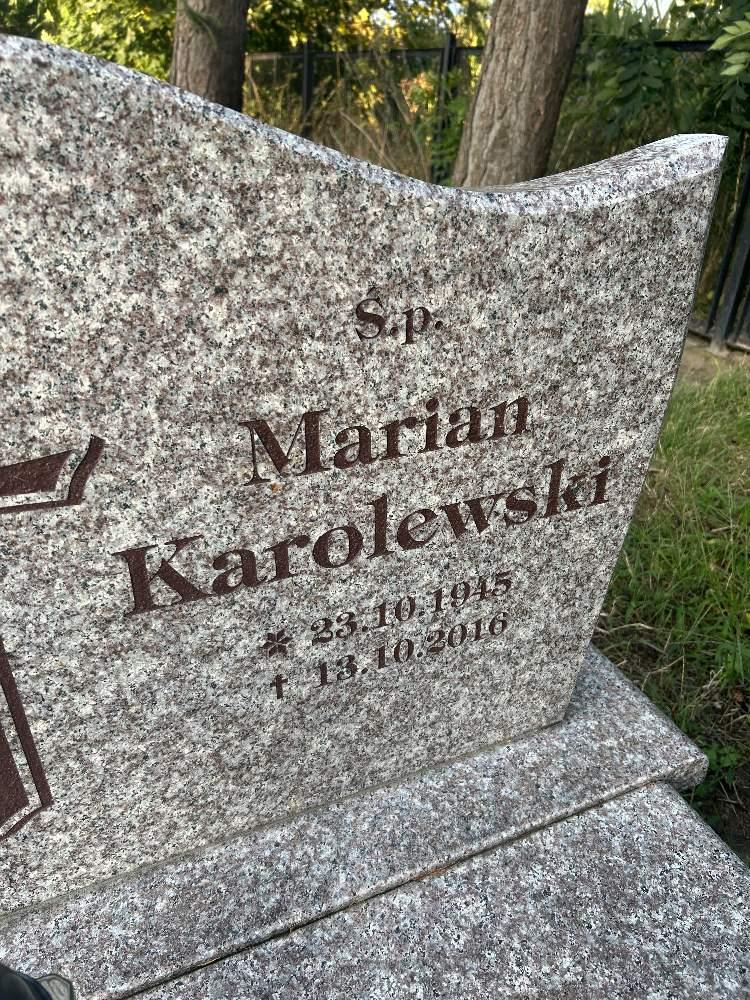 Ś.p.
Marian
Karolewski
* 23.10.1945
† 13.10.2016